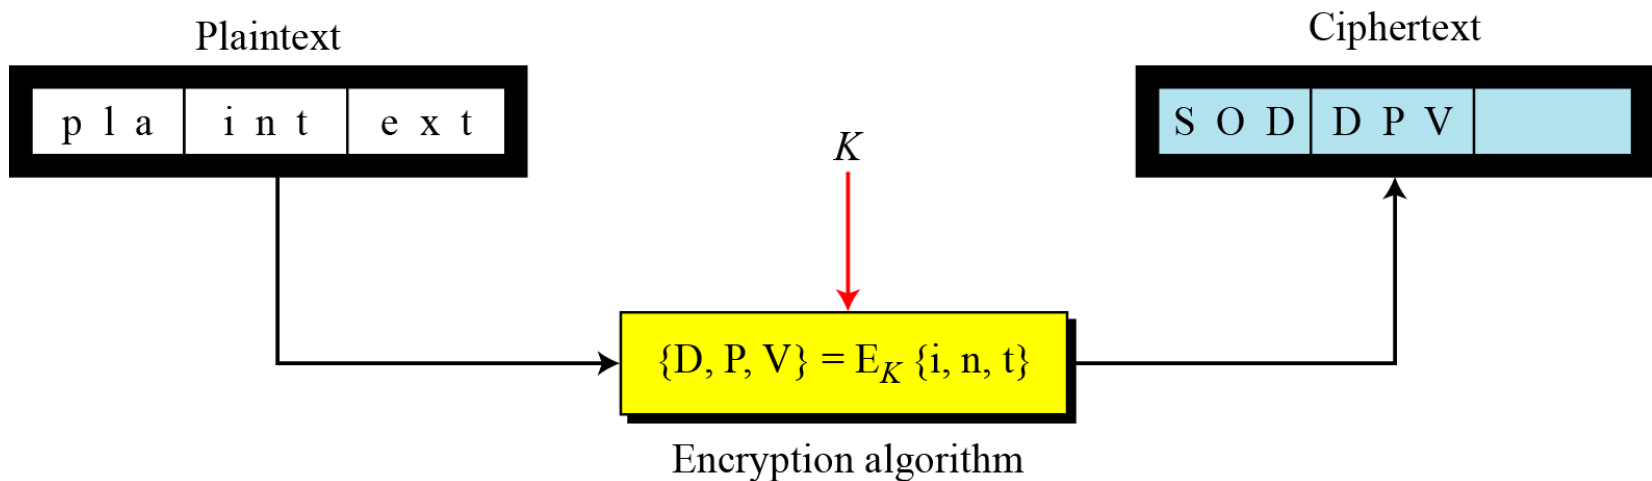 Plaintext
Ciphertext
p l a i n t e x t
S O D D P V
K
{D, P, V} = E_K {i, n, t}
Encryption algorithm